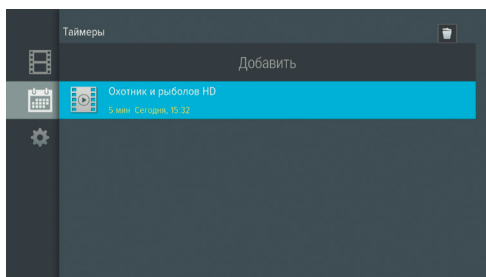 Таймеры
Добавить
Охотник и рыболов HD
5 мин Сегодня, 15:32